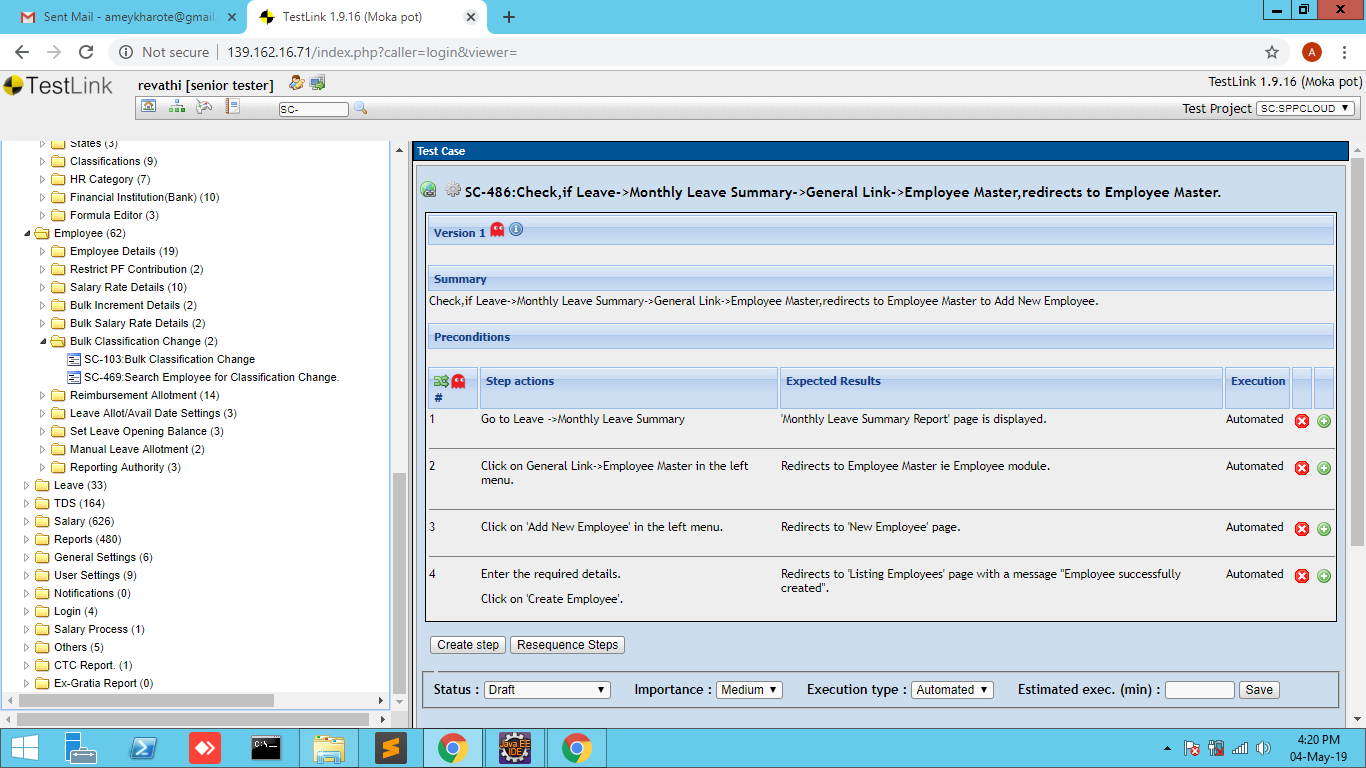 Sent Mail - ameykharote@gmail
TestLink 1.9.16 (Moka pot)
Not secure
139.162.16.71/index.php?caller=login&viewer=
A
TestLink
revathi [senior tester]
TestLink 1.9.16 (Moka pot)
SC-
Test Project
SC:SPPCLOUD
States (3)
Classifications (9)
HR Category (7)
Financial Institution(Bank) (10)
Formula Editor (3)
Employee (62)
Employee Details (19)
Restrict PF Contribution (2)
Salary Rate Details (10)
Bulk Increment Details (2)
Bulk Salary Rate Details (2)
Bulk Classification Change (2)
SC-103:Bulk Classification Change
SC-469:Search Employee for Classification Change.
Reimbursement Allotment (14)
Leave Allot/Avail Date Settings (3)
Set Leave Opening Balance (3)
Manual Leave Allotment (2)
Reporting Authority (3)
Leave (33)
TDS (164)
Salary (626)
Reports (480)
General Settings (6)
User Settings (9)
Notifications (0)
Login (4)
Salary Process (1)
Others (5)
CTC Report. (1)
Ex-Gratia Report (0)
Test Case
SC-486:Check,if Leave->Monthly Leave Summary->General Link->Employee Master,redirects to Employee Master.
Version 1
Summary
Check,if Leave->Monthly Leave Summary->General Link->Employee Master,redirects to Employee Master to Add New Employee.
Preconditions
#
Step actions
Expected Results
Execution
1
Go to Leave ->Monthly Leave Summary
'Monthly Leave Summary Report' page is displayed.
Automated
2
Click on General Link->Employee Master in the left
menu.
Redirects to Employee Master ie Employee module.
Automated
3
Click on 'Add New Employee' in the left menu.
Redirects to 'New Employee' page.
Automated
4
Enter the required details.
Click on 'Create Employee'.
Redirects to 'Listing Employees' page with a message "Employee successfully
created".
Automated
Create step
Resequence Steps
Status :
Draft
Importance :
Medium
Execution type :
Automated
Estimated exec. (min) :
Save
Java EE
IDE
4:20 PM
04-May-19